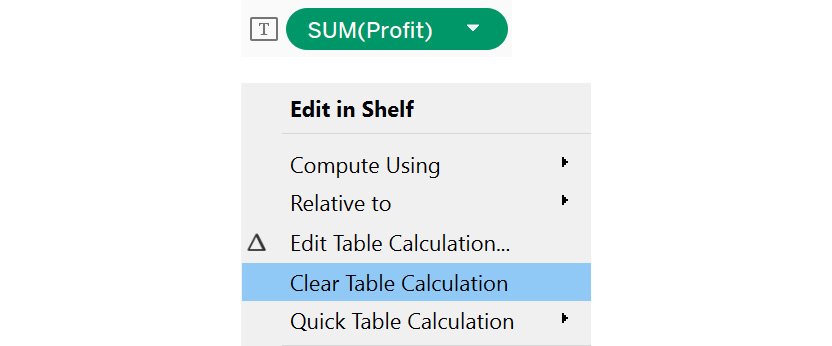 T SUM(Profit)
Edit in Shelf
Compute Using
Relative to
Edit Table Calculation...
Clear Table Calculation
Quick Table Calculation